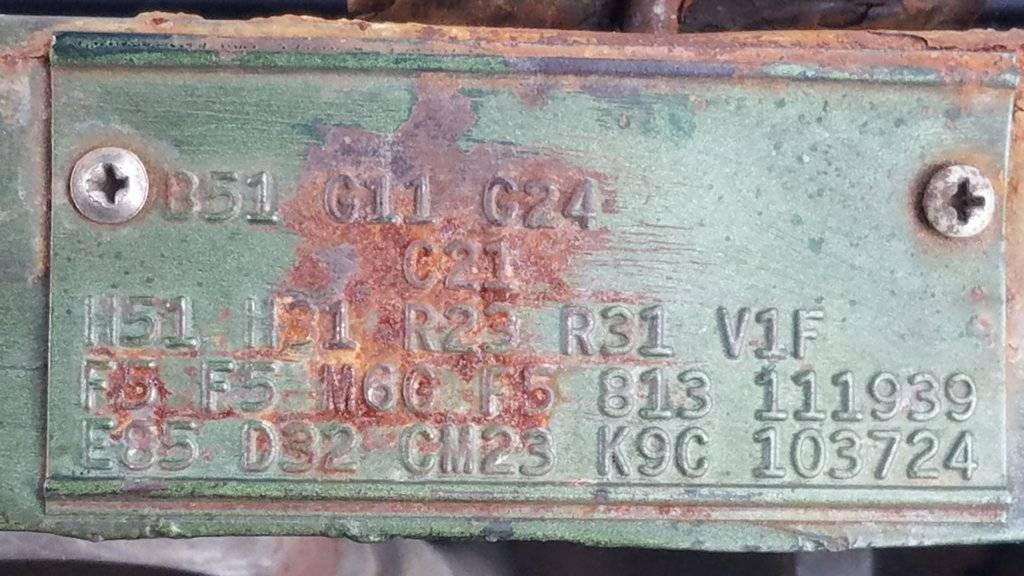 B51 G11 G24
C21
H51 H31 R23 R31 V1F
F5 F5 M6G F5 813 111939
E85 D32 CM23 K9C 103724